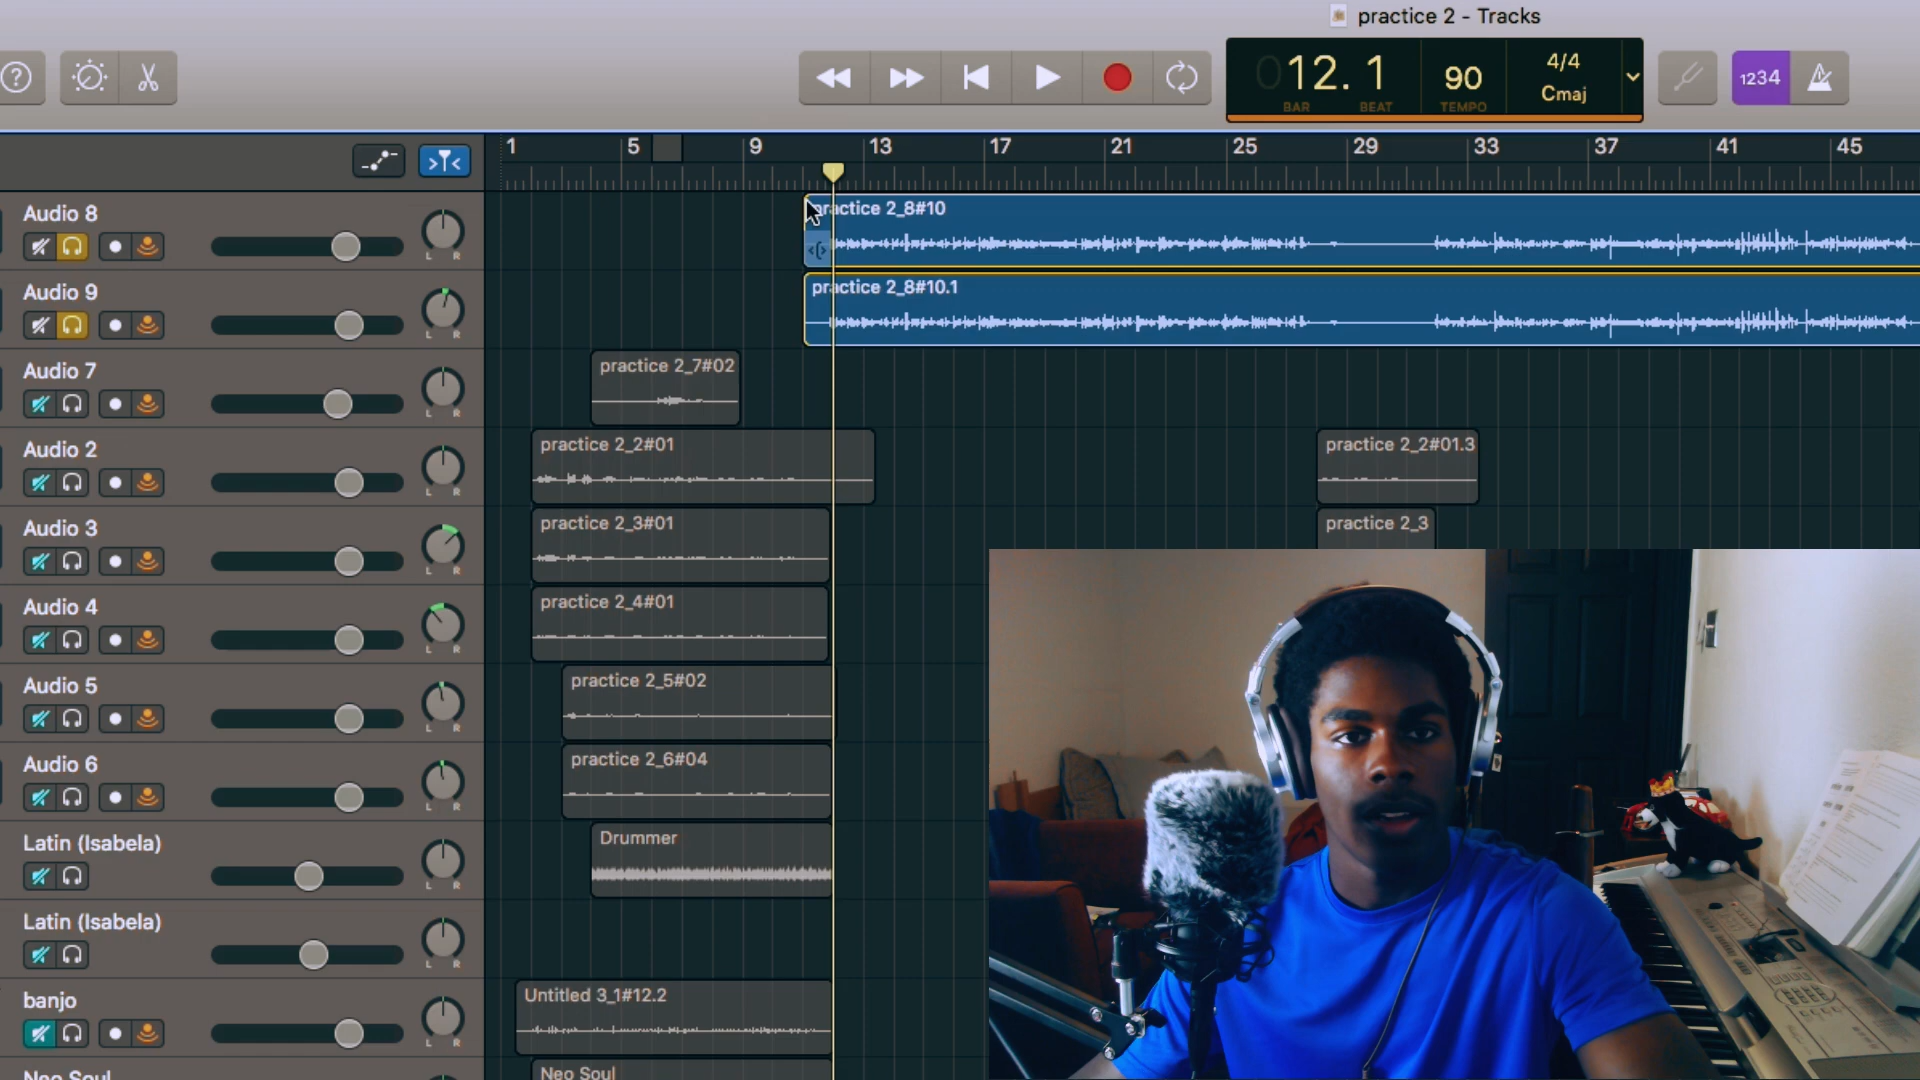 practice 2 - Tracks
?
012. 1
BAR
BEAT
90
TEMPO
4/4
Cmaj
1234
1
5
9
13
17
21
25
29
33
37
41
45
Audio 8
L R
practice 2_8#10
Audio 9
practice 2_8#10.1
Audio 7
L R
practice 2_7#02
Audio 2
L R
practice 2_2#01
practice 2_2#01.3
Audio 3
L R
practice 2_3#01
practice 2_3
Audio 4
L R
practice 2_4#01
Audio 5
L R
practice 2_5#02
Audio 6
L R
practice 2_6#04
Latin (Isabela)
L R
Drummer
Latin (Isabela)
L R
banjo
L R
Untitled 3_1#12.2
Neo Soul
Neo Soul